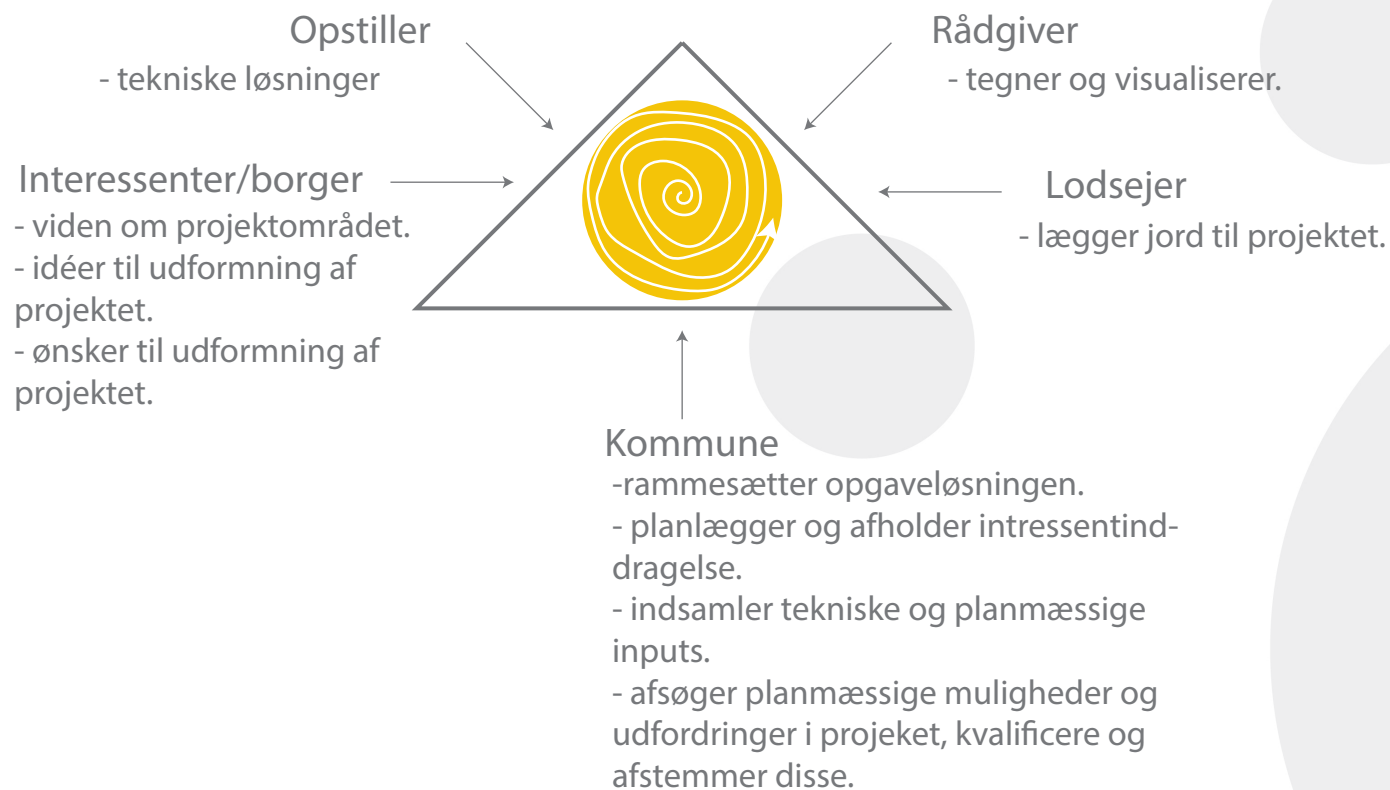 Opstiller
- tekniske løsninger
Rådgiver
- tegner og visualiserer.
Interessenter/borger
- viden om projektområdet.
- idéer til udformning af
projektet.
- ønsker til udformning af
projektet.
Lodsejer
- lægger jord til projektet.
Kommune
-rammesætter opgaveløsningen.
- planlægger og afholder intressentind-
dragelse.
- indsamler tekniske og planmæssige
inputs.
- afsøger planmæssige muligheder og
udfordringer i projeket, kvalificere og
afstemmer disse.